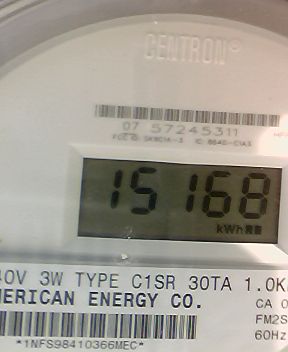 CENTRON®
07 57245311
15168
kWh
40V 3W TYPE C1SR 30TA 1.0K
MERICAN ENERGY CO.
CA 0
FM2S
60Hz
*1NFS98410366MEC*